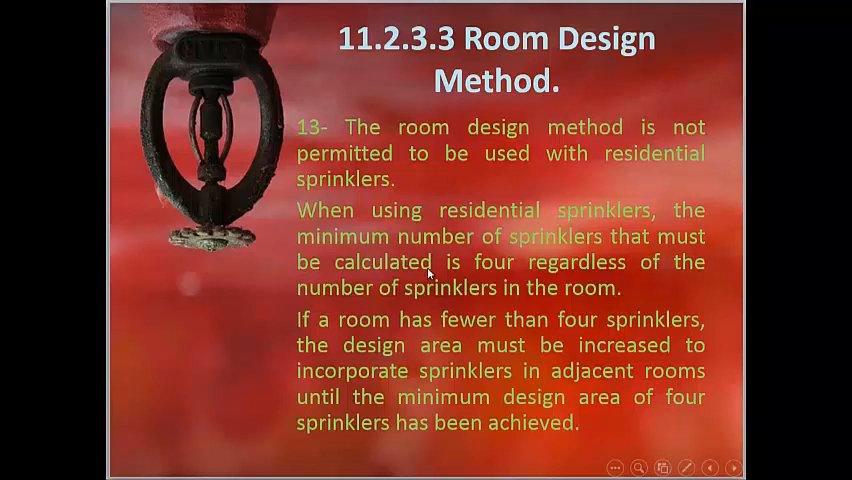 11.2.3.3 Room Design
Method.
13- The room design method is not
permitted to be used with residential
sprinklers.
When using residential sprinklers, the
minimum number of sprinklers that must
be calculated is four regardless of the
number of sprinklers in the room.
If a room has fewer than four sprinklers,
the design area must be increased to
incorporate sprinklers in adjacent rooms
until the minimum design area of four
sprinklers has been achieved.